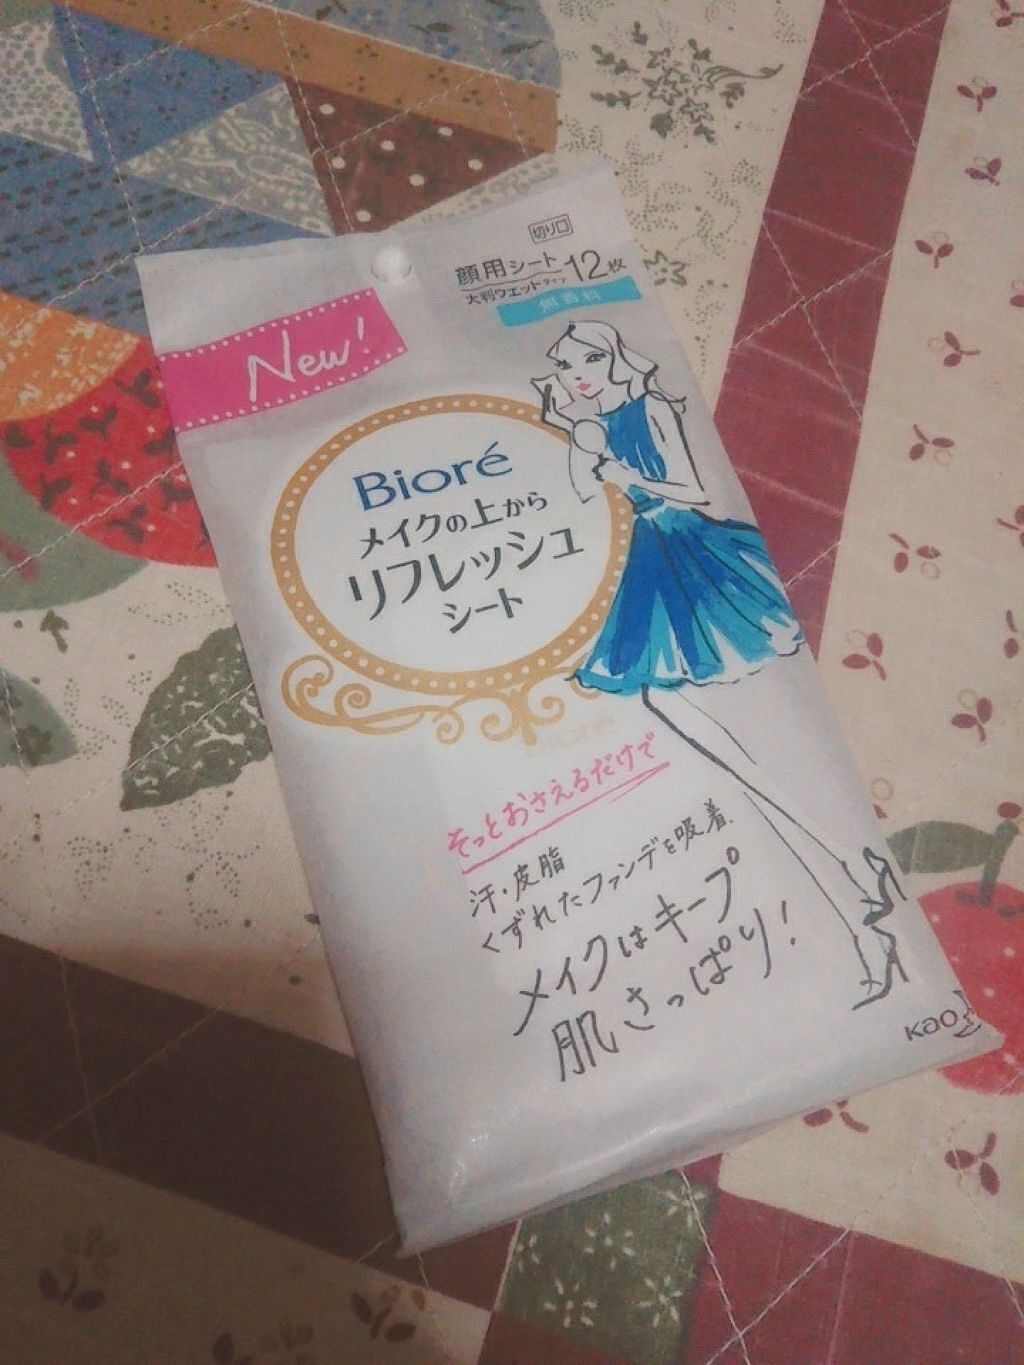 切り口
顔用シート12枚
大判ウエットタイプ
無香料
New!
Bioré
メイクの上から
リフレッシュ
シート
そっとおさえるだけで
汗・皮脂
くずれたファンデを吸着、
メイクはキープ
肌さっぱり!
Kao